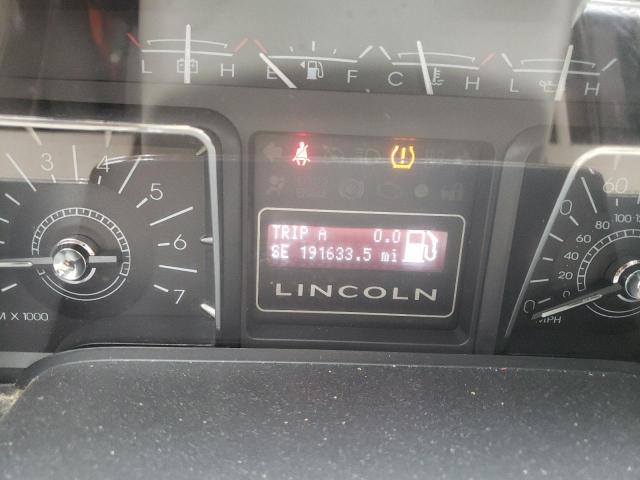 L H E F C H L H
3 4 5 6 7
M X 1000
TRIP A 0.0
SE 191633.5 mi
LINCOLN
0 20 40 60 80 100
0 60
MPH